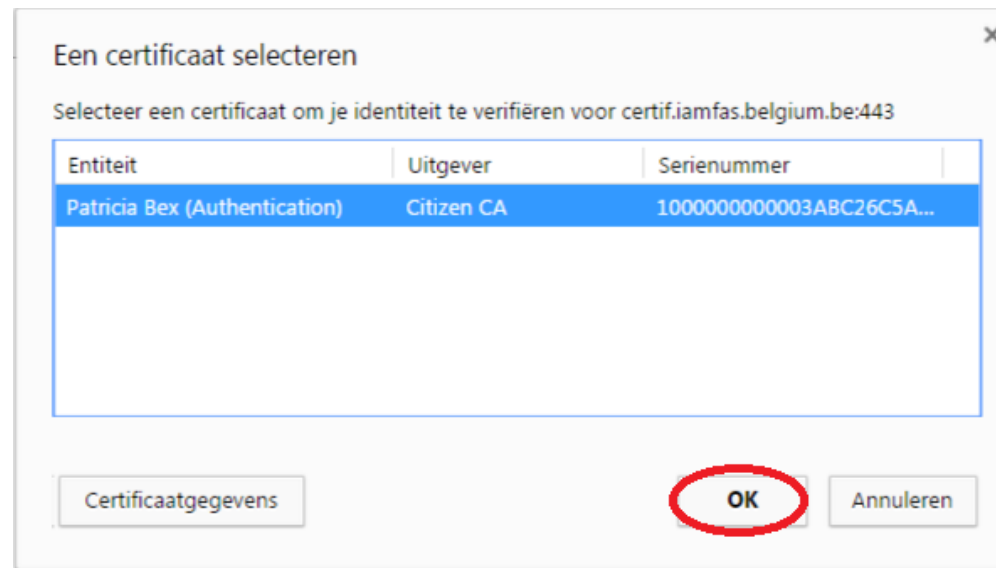 Een certificaat selecteren
Selecteer een certificaat om je identiteit te verifiëren voor certif.iamfas.belgium.be:443
Entiteit Uitgever Serienummer
Patricia Bex (Authentication) Citizen CA 1000000000003ABC26C5A...
Certificaatgegevens OK Annuleren